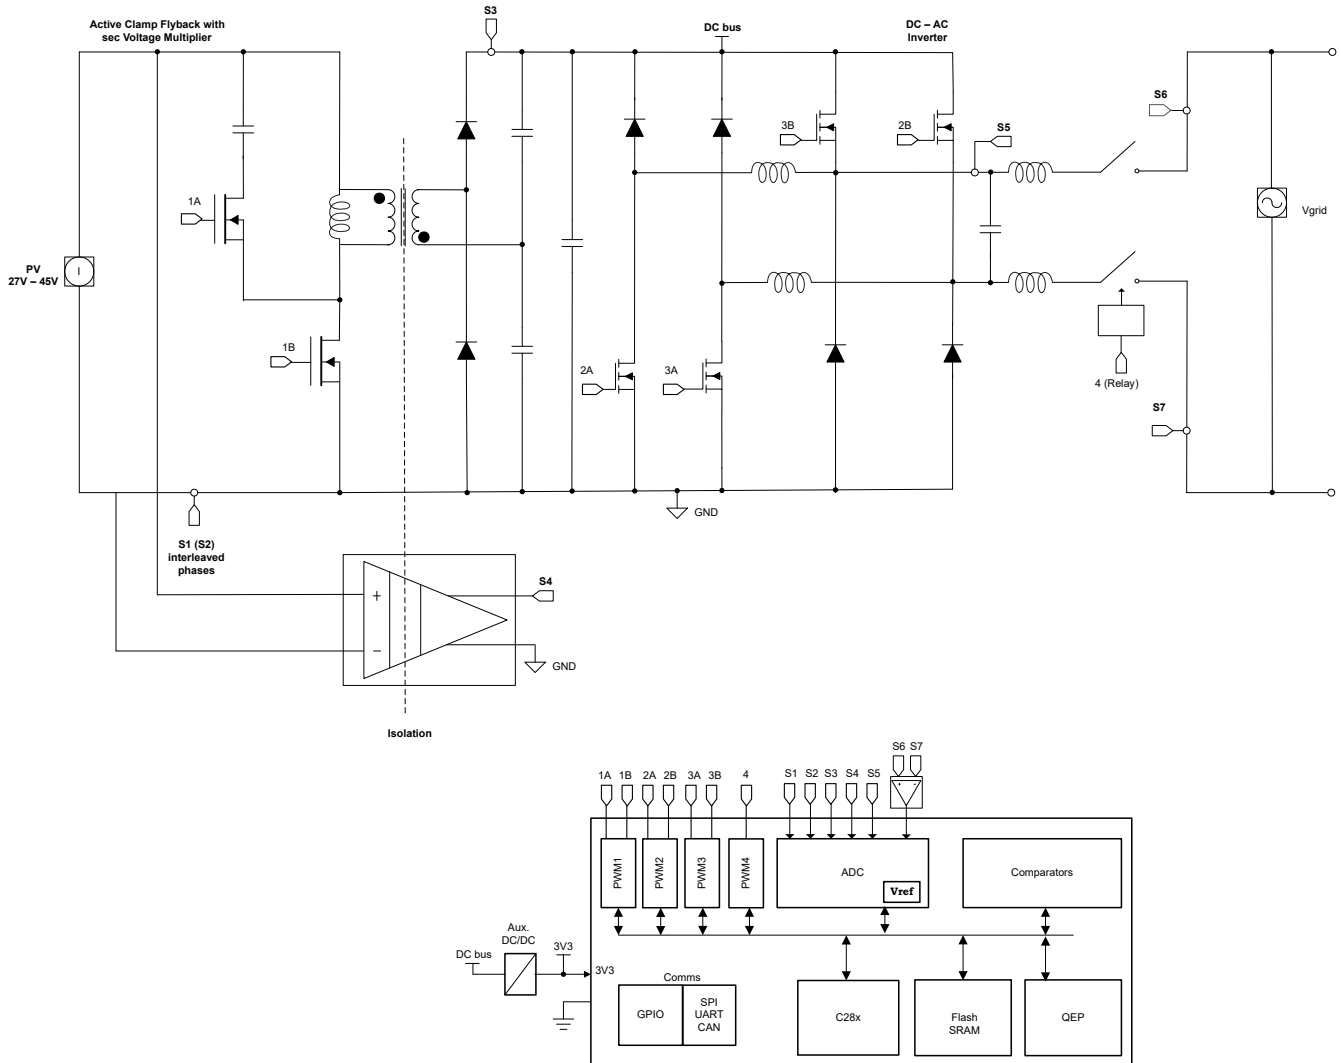 Active Clamp Flyback with
sec Voltage Multiplier
S3
DC bus
DC – AC
Inverter
S6
3B
2B
S5
1A
Vgrid
PV
27V – 45V
I
1B
2A
3A
4 (Relay)
S7
GND
S1 (S2)
interleaved
phases
+
−
S4
GND
Isolation
S6 S7
1A 1B 2A 2B 3A 3B 4 S1 S2 S3 S4 S5
+ -
PWM1
PWM2
PWM3
PWM4
ADC
Vref
Comparators
Aux.
DC/DC
DC bus
3V3
3V3
Comms
GPIO
SPI
UART
CAN
C28x
Flash
SRAM
QEP